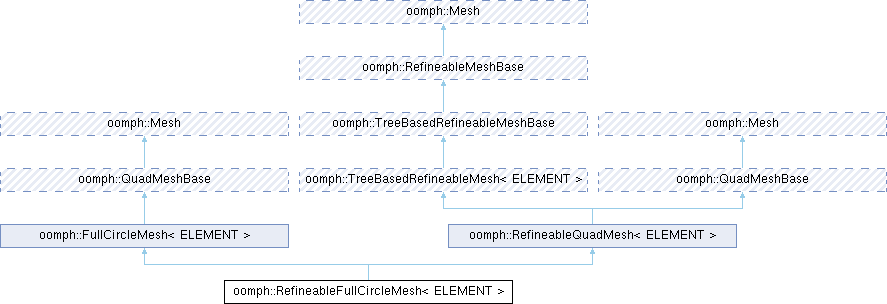 oomph::Mesh
oomph::RefineableMeshBase
oomph::Mesh
oomph::TreeBasedRefineableMeshBase
oomph::Mesh
oomph::QuadMeshBase
oomph::TreeBasedRefineableMesh< ELEMENT >
oomph::QuadMeshBase
oomph::FullCircleMesh< ELEMENT >
oomph::RefineableQuadMesh< ELEMENT >
oomph::RefineableFullCircleMesh< ELEMENT >